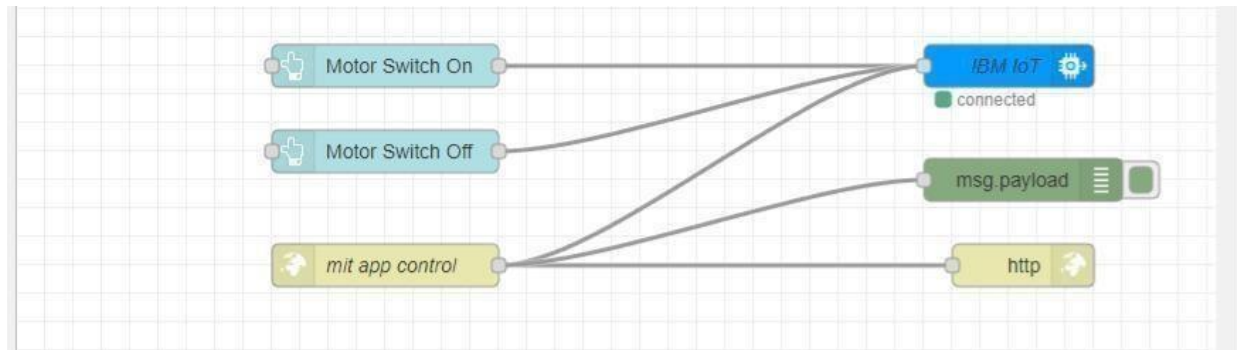 Motor Switch On
IBM IoT
connected
Motor Switch Off
msg.payload
mit app control
http